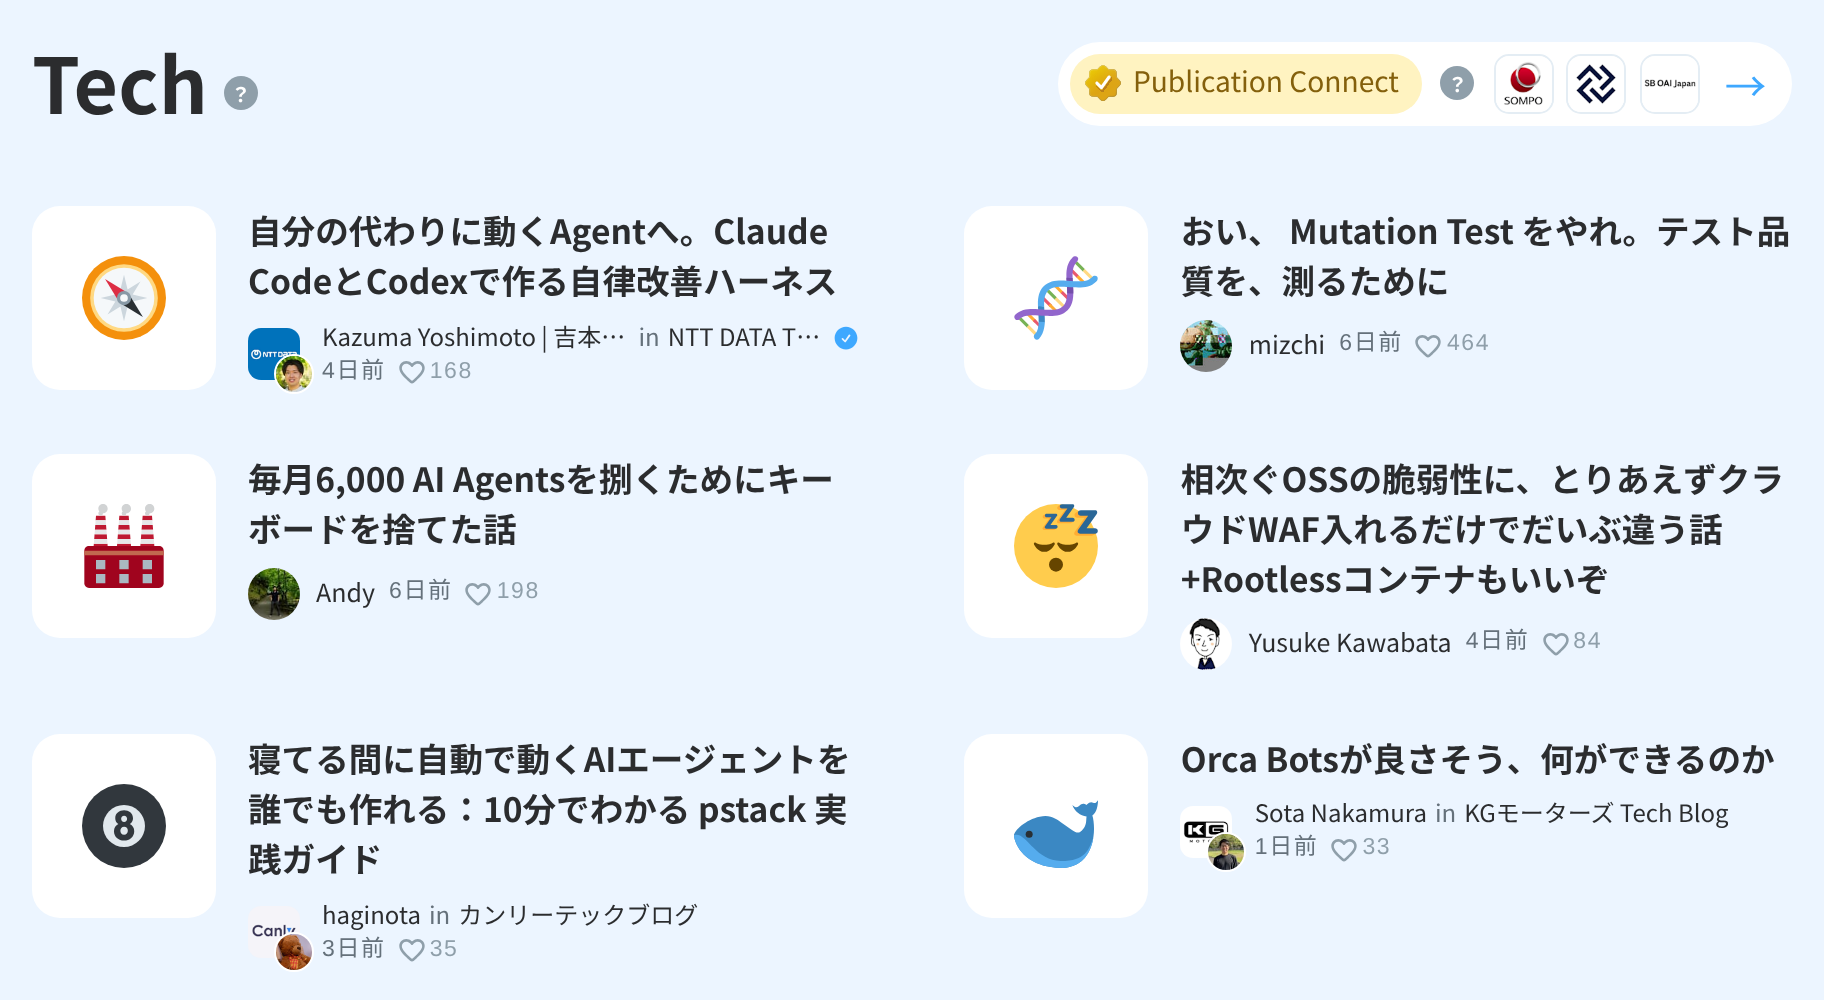 Tech ?
Publication Connect ? SOMPO SB OAI Japan →
自分の代わりに動くAgentへ。Claude
CodeとCodexで作る自律改善ハーネス
NTT DATA
Kazuma Yoshimoto | 吉本… in NTT DATA T…
4日前 168
おい、 Mutation Test をやれ。テスト品
質を、測るために
mizchi 6日前 464
毎月6,000 AI Agentsを捌くためにキー
ボードを捨てた話
Andy 6日前 198
zzz
相次ぐOSSの脆弱性に、とりあえずクラ
ウドWAF入れるだけでだいぶ違う話
+Rootlessコンテナもいいぞ
Yusuke Kawabata 4日前 84
8
寝てる間に自動で動くAIエージェントを
誰でも作れる：10分でわかる pstack 実
践ガイド
Canly
haginota in カンリーテックブログ
3日前 35
Orca Botsが良さそう、何ができるのか
KG
Sota Nakamura in KGモーターズ Tech Blog
1日前 33